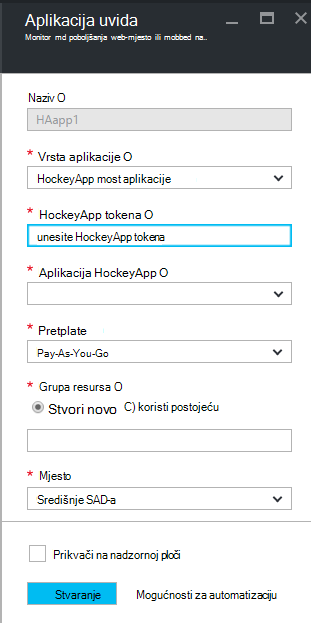 Aplikacija uvida
Monitor md poboljšanja web-mjesto ili mobbed na..
Naziv O
HAapp1
* Vrsta aplikacije O
HockeyApp most aplikacije
* HockeyApp tokena O
unesite HockeyApp tokena
* Aplikacija HockeyApp O
* Pretplate
Pay-As-You-Go
* Grupa resursa O
Stvori novo C) koristi postojeću
* Mjesto
Središnje SAD-a
Prikvači na nadzornoj ploči
Stvaranje Mogućnosti za automatizaciju